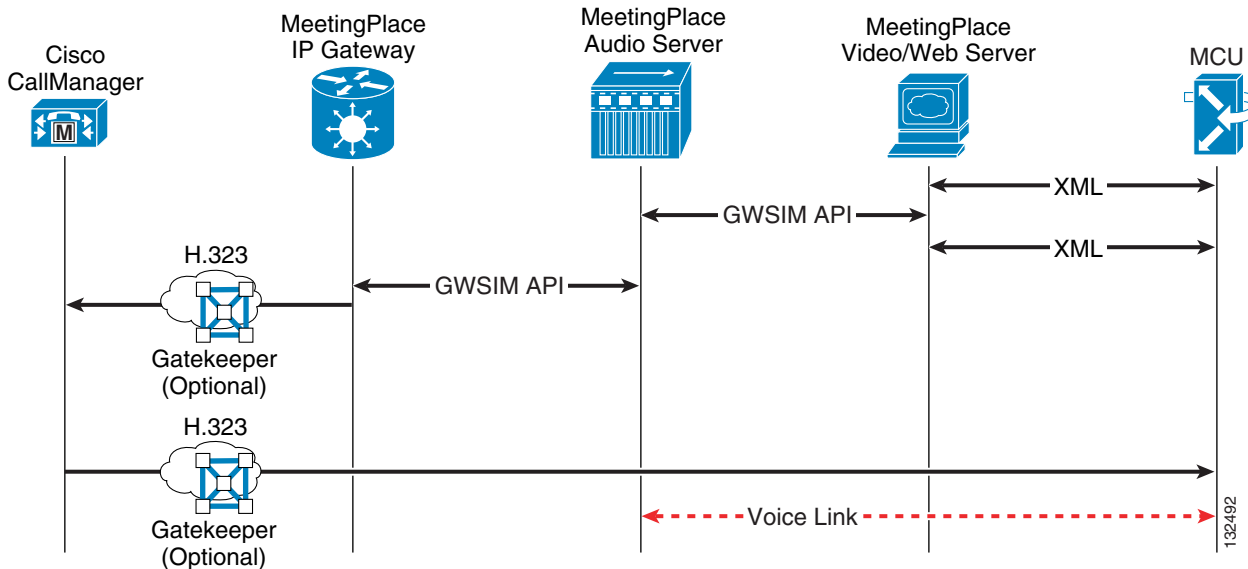 Cisco
CallManager
MeetingPlace
IP Gateway
MeetingPlace
Audio Server
MeetingPlace
Video/Web Server
MCU
M
XML
GWSIM API
XML
H.323
GWSIM API
Gatekeeper
(Optional)
H.323
Gatekeeper
(Optional)
Voice Link
132492